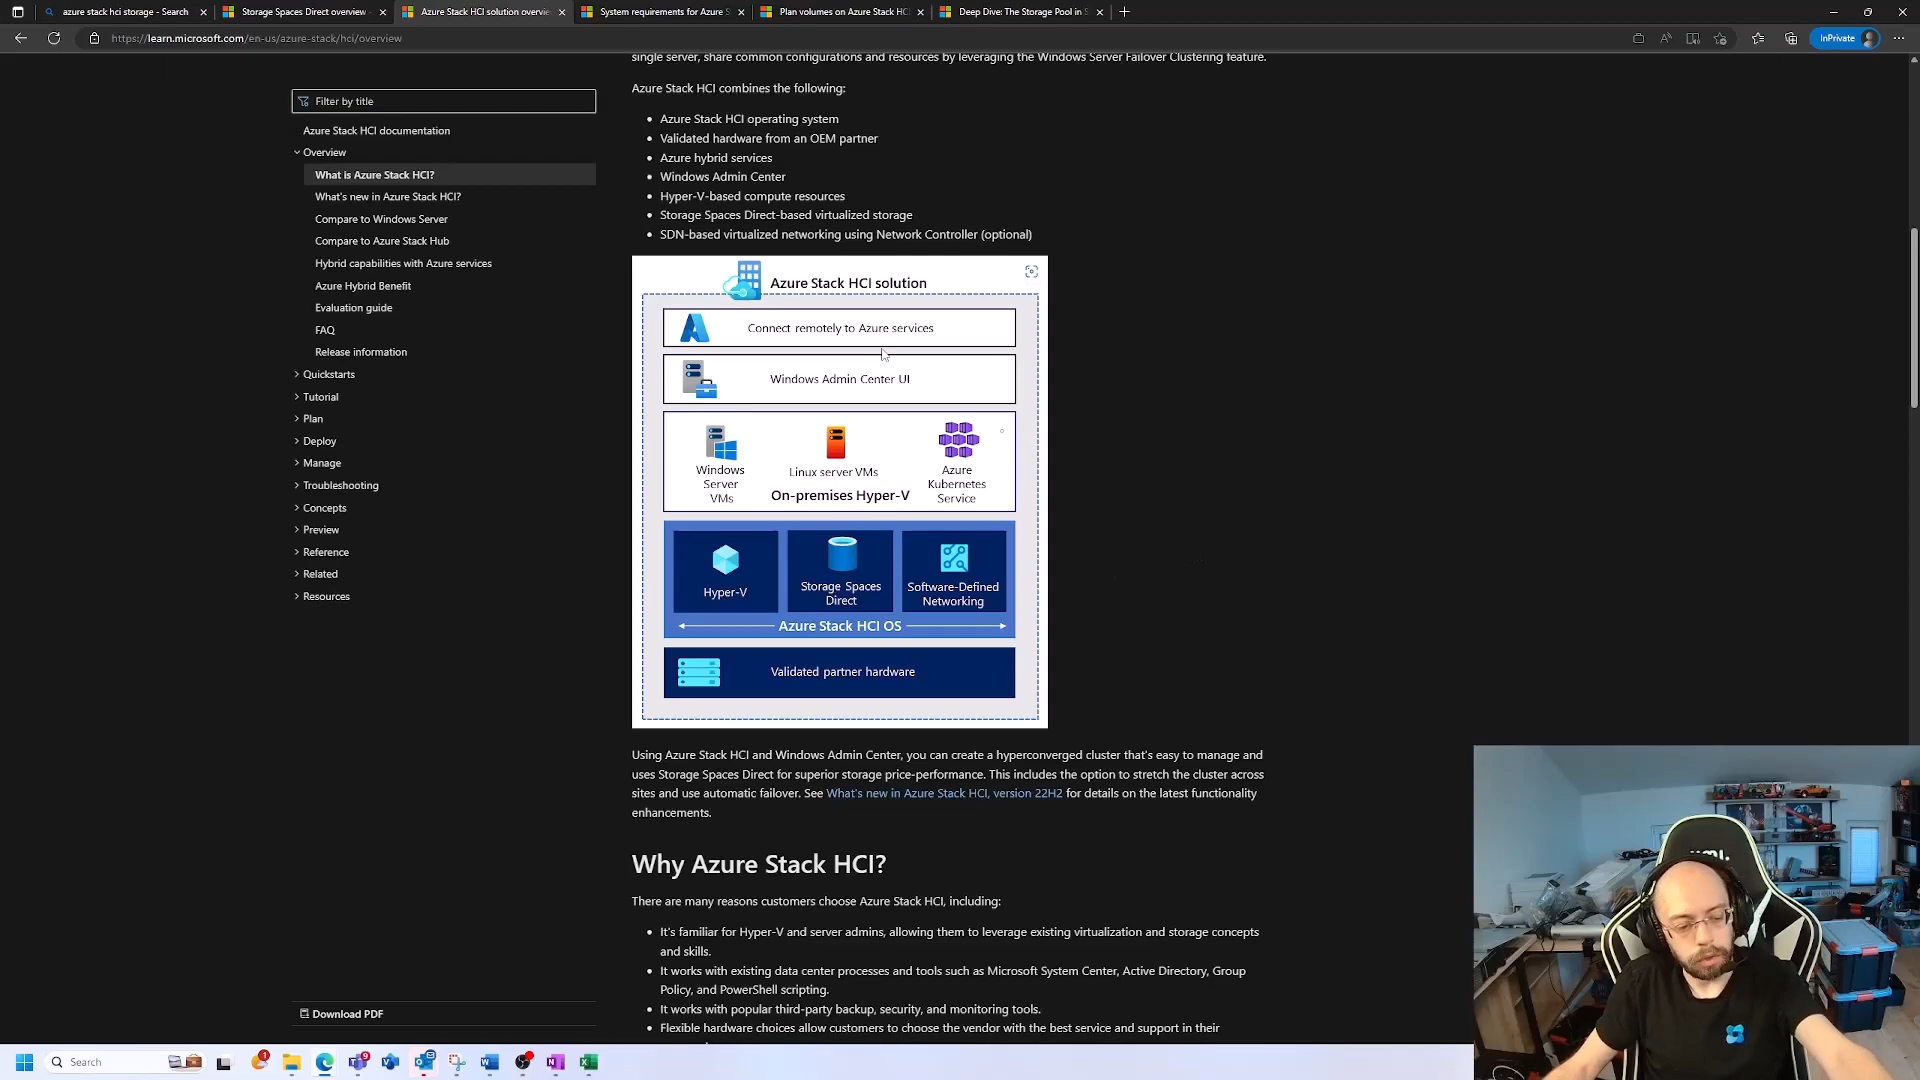 azure stack hci storage - Search
Storage Spaces Direct overview
Azure Stack HCI solution overvie
System requirements for Azure S
Plan volumes on Azure Stack HCI
Deep Dive: The Storage Pool in S
https://learn.microsoft.com/en-us/azure-stack/hci/overview
InPrivate
Filter by title
Azure Stack HCI documentation
Overview
What is Azure Stack HCI?
What's new in Azure Stack HCI?
Compare to Windows Server
Compare to Azure Stack Hub
Hybrid capabilities with Azure services
Azure Hybrid Benefit
Evaluation guide
FAQ
Release information
Quickstarts
Tutorial
Plan
Deploy
Manage
Troubleshooting
Concepts
Preview
Reference
Related
Resources
Download PDF
single server, share common configurations and resources by leveraging the Windows Server Failover Clustering feature.
Azure Stack HCI combines the following:
• Azure Stack HCI operating system
• Validated hardware from an OEM partner
• Azure hybrid services
• Windows Admin Center
• Hyper-V-based compute resources
• Storage Spaces Direct-based virtualized storage
• SDN-based virtualized networking using Network Controller (optional)
Azure Stack HCI solution
Connect remotely to Azure services
Windows Admin Center UI
Windows
Server
VMs
Linux server VMs
Azure
Kubernetes
Service
On-premises Hyper-V
Hyper-V
Storage Spaces
Direct
Software-Defined
Networking
Azure Stack HCI OS
Validated partner hardware
Using Azure Stack HCI and Windows Admin Center, you can create a hyperconverged cluster that's easy to manage and
uses Storage Spaces Direct for superior storage price-performance. This includes the option to stretch the cluster across
sites and use automatic failover. See What's new in Azure Stack HCI, version 22H2 for details on the latest functionality
enhancements.
Why Azure Stack HCI?
There are many reasons customers choose Azure Stack HCI, including:
• It's familiar for Hyper-V and server admins, allowing them to leverage existing virtualization and storage concepts
and skills.
• It works with existing data center processes and tools such as Microsoft System Center, Active Directory, Group
Policy, and PowerShell scripting.
• It works with popular third-party backup, security, and monitoring tools.
• Flexible hardware choices allow customers to choose the vendor with the best service and support in their
Search
1
9